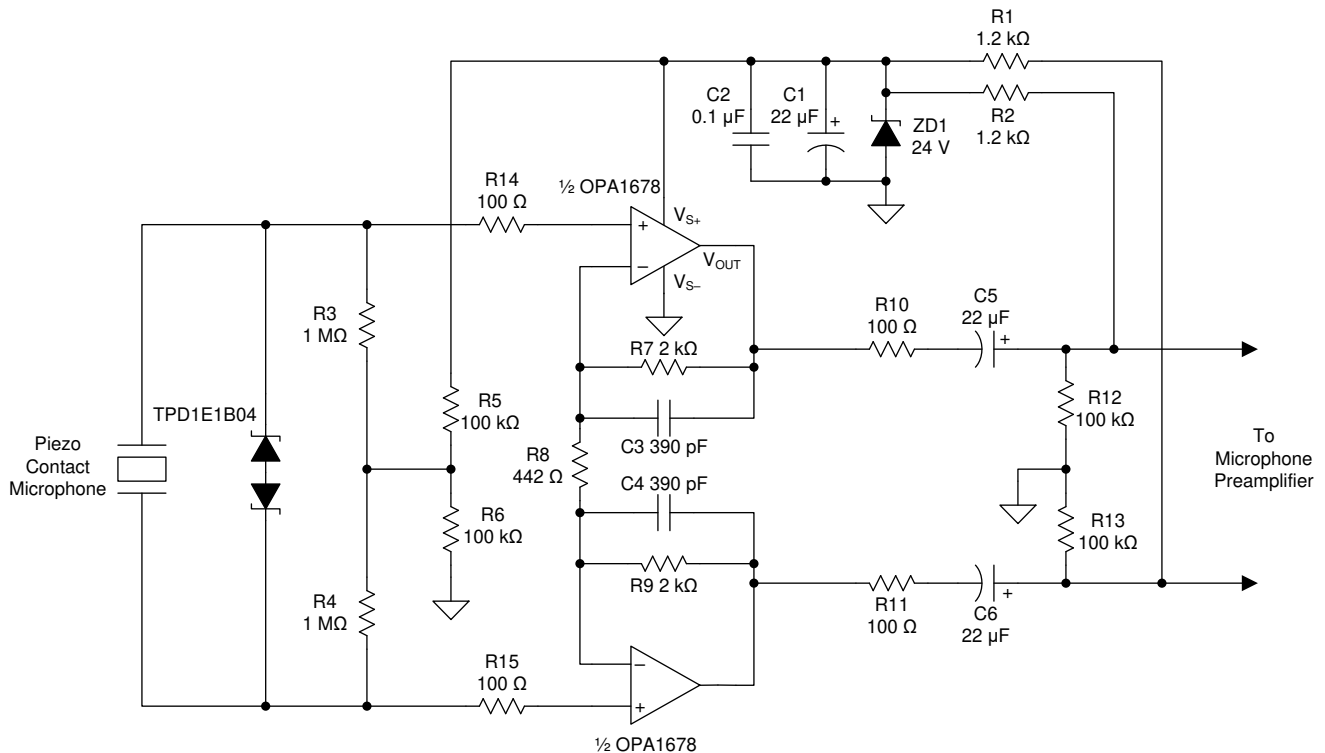 R1
1.2 kΩ
R2
1.2 kΩ
C2
0.1 µF
C1
22 µF
+
ZD1
24 V
R14
100 Ω
½ OPA1678
+
–
VS+
VOUT
VS–
R3
1 MΩ
R7 2 kΩ
R10
100 Ω
C5
22 µF
+
TPD1E1B04
R5
100 kΩ
C3 390 pF
R12
100 kΩ
Piezo
Contact
Microphone
R8
442 Ω
To
Microphone
Preamplifier
C4 390 pF
R6
100 kΩ
R13
100 kΩ
R9 2 kΩ
R4
1 MΩ
R11
100 Ω
+
C6
22 µF
R15
100 Ω
–
+
½ OPA1678